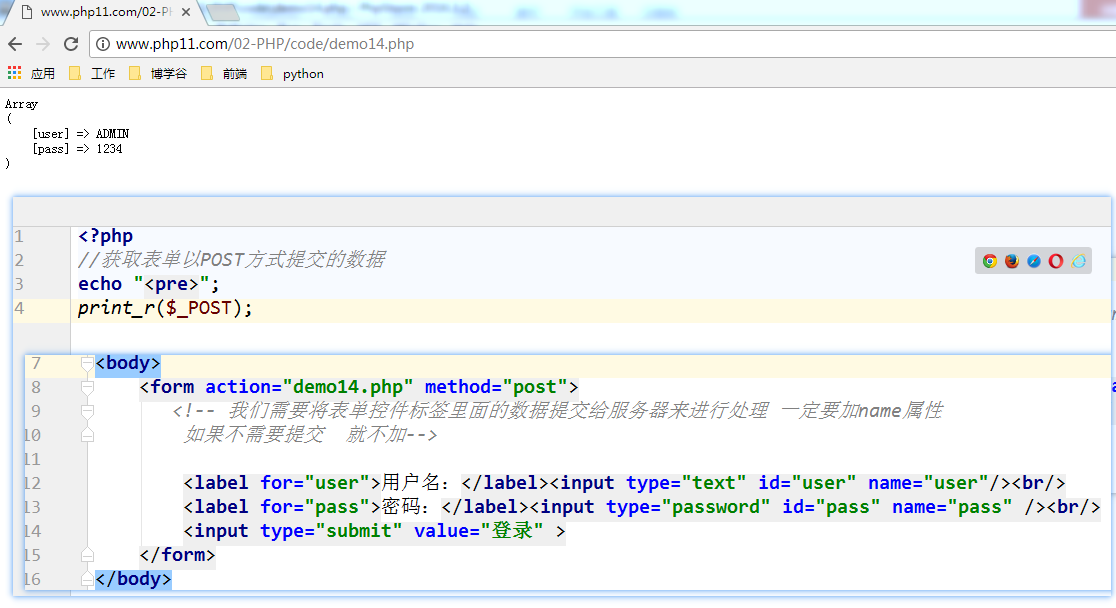 www.php11.com/02-PH
www.php11.com/02-PHP/code/demo14.php
应用 工作 博学谷 前端 python
Array
(
[user] => ADMIN
[pass] => 1234
)
1 <?php
2 //获取表单以POST方式提交的数据
3 echo "<pre>";
4 print_r($_POST);
7 <body>
8 <form action="demo14.php" method="post">
9 <!-- 我们需要将表单控件标签里面的数据提交给服务器来进行处理 一定要加name属性
10 如果不需要提交 就不加-->
11
12 <label for="user">用户名：</label><input type="text" id="user" name="user"/><br/>
13 <label for="pass">密码：</label><input type="password" id="pass" name="pass" /><br/>
14 <input type="submit" value="登录" >
15 </form>
16 </body>